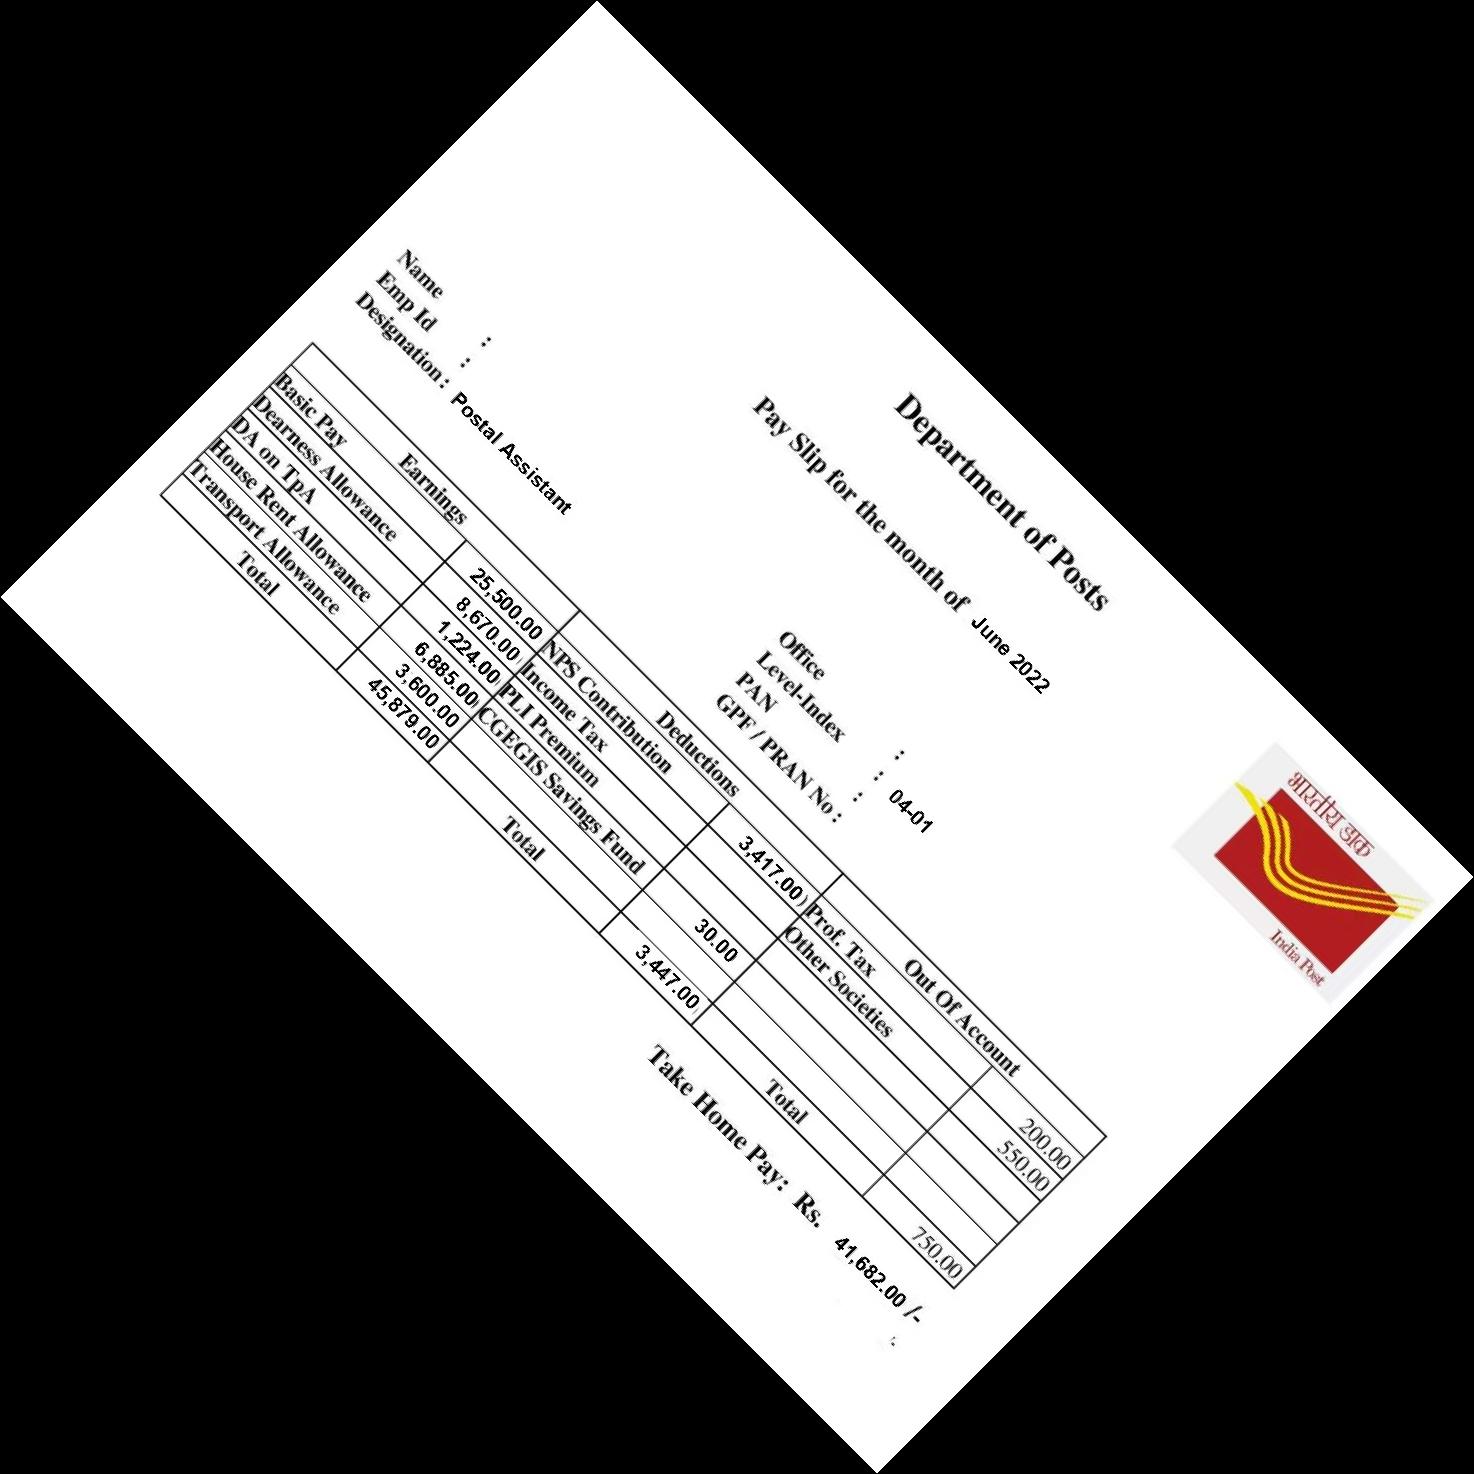 भारतीय डाक
India Post
Department of Posts
Pay Slip for the month of June 2022
Name :
Emp Id :
Designation : Postal Assistant
Office :
Level-Index : 04-01
PAN :
GPF / PRAN No :
Earnings Deductions Out Of Account
Basic Pay 25,500.00 NPS Contribution 3,417.00 Prof. Tax 200.00
Dearness Allowance 8,670.00 Income Tax Other Societies 550.00
DA on TpA 1,224.00 PLI Premium
House Rent Allowance 6,885.00 CGEGIS Savings Fund 30.00
Transport Allowance 3,600.00
Total 45,879.00 Total 3,447.00 Total 750.00
Take Home Pay: Rs. 41,682.00 /-